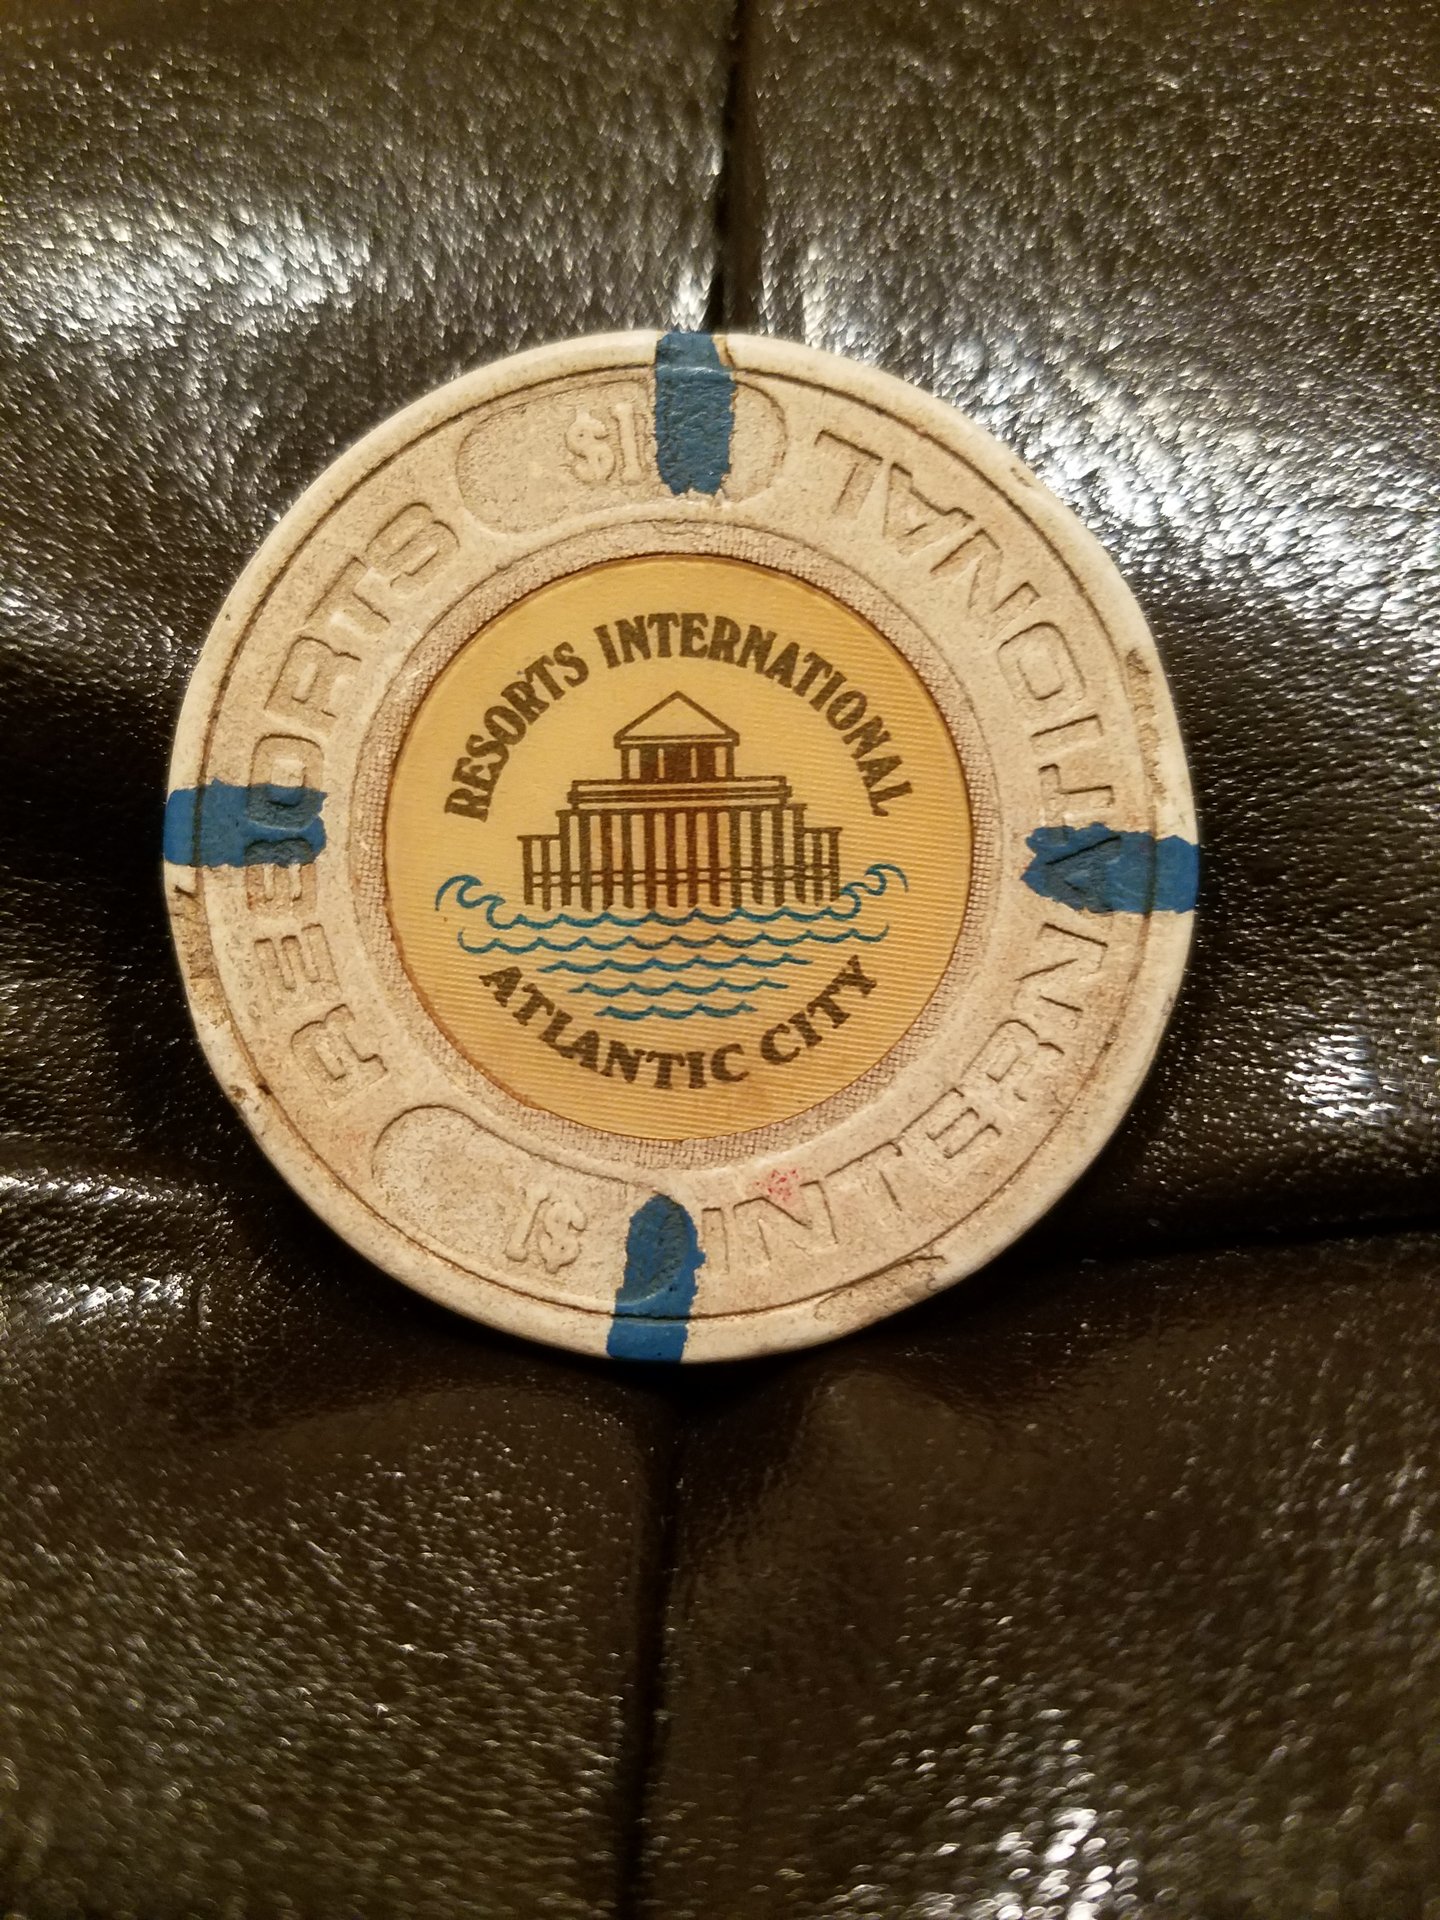 $1
RESORTS
INTERNATIONAL
$1
RESORTS INTERNATIONAL
ATLANTIC CITY